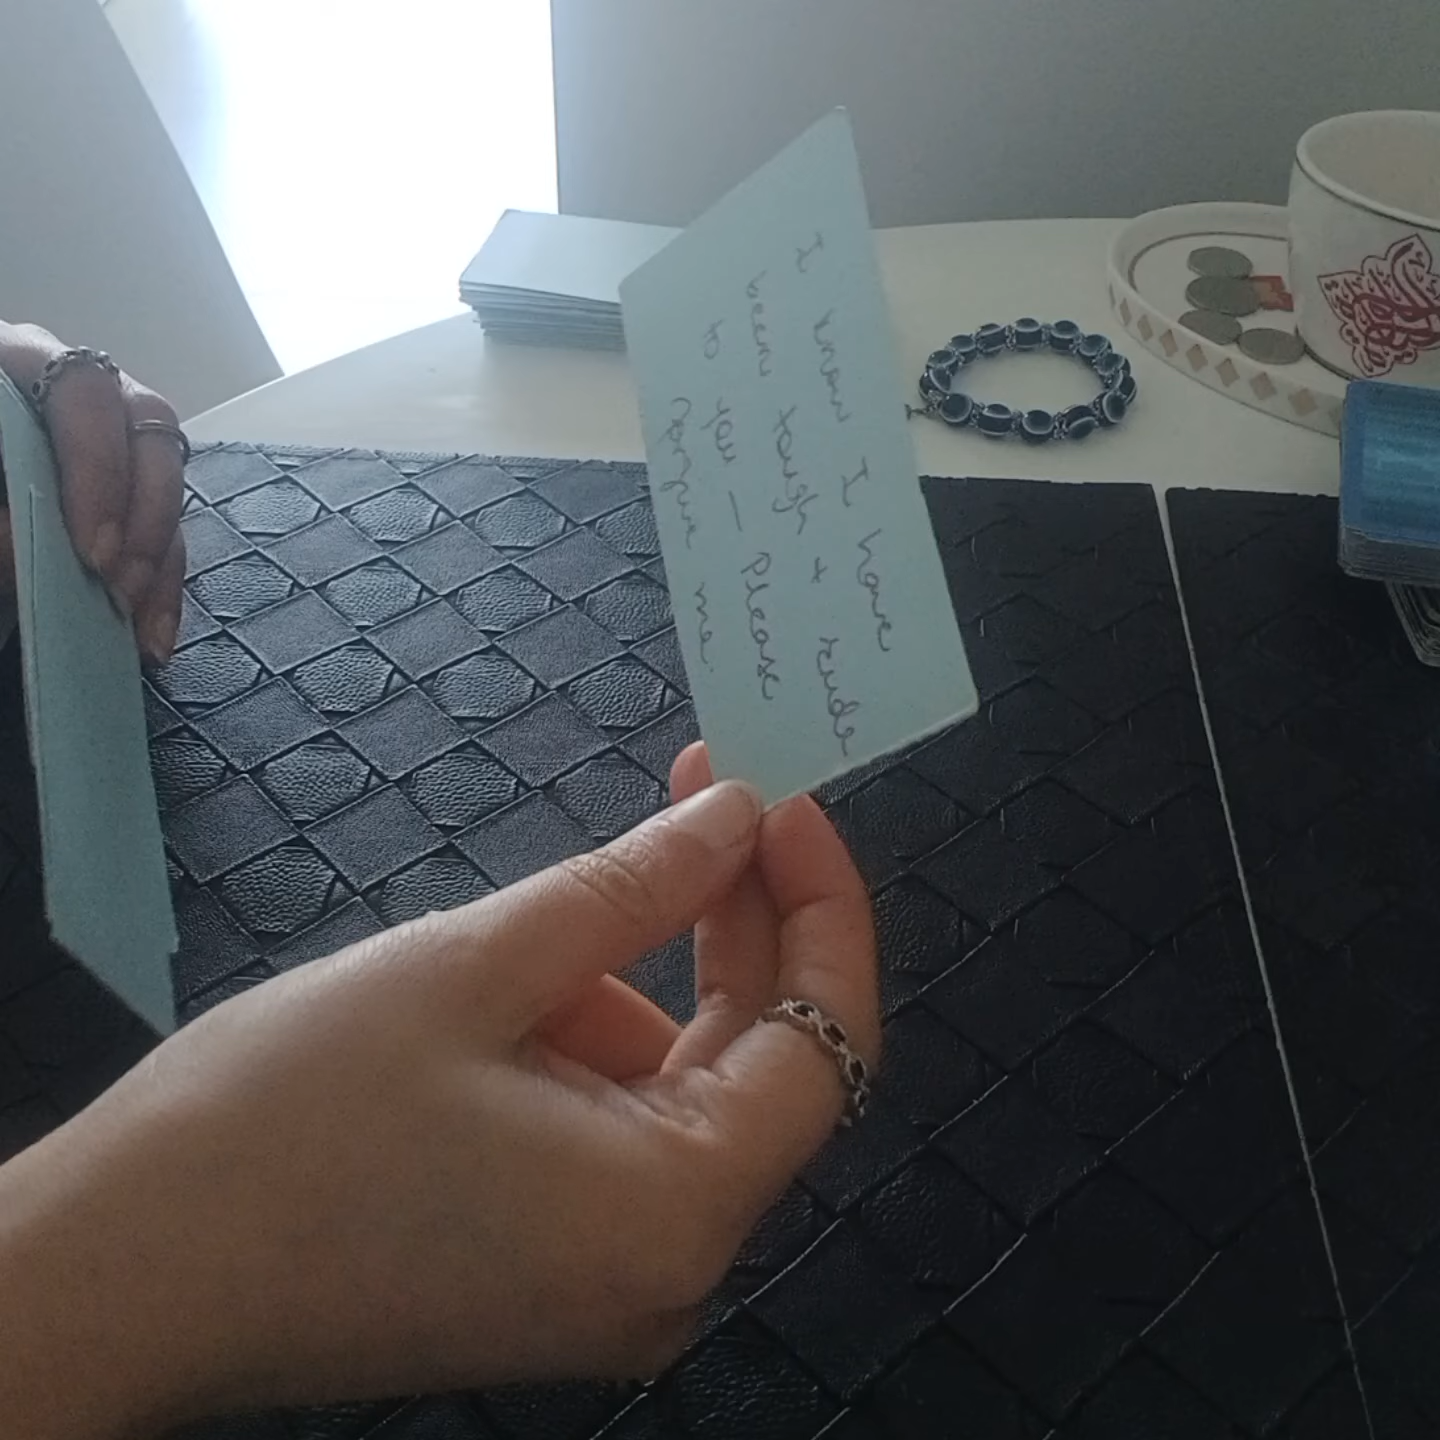 I know I have
been tough + rude
to you — Please
forgive me.